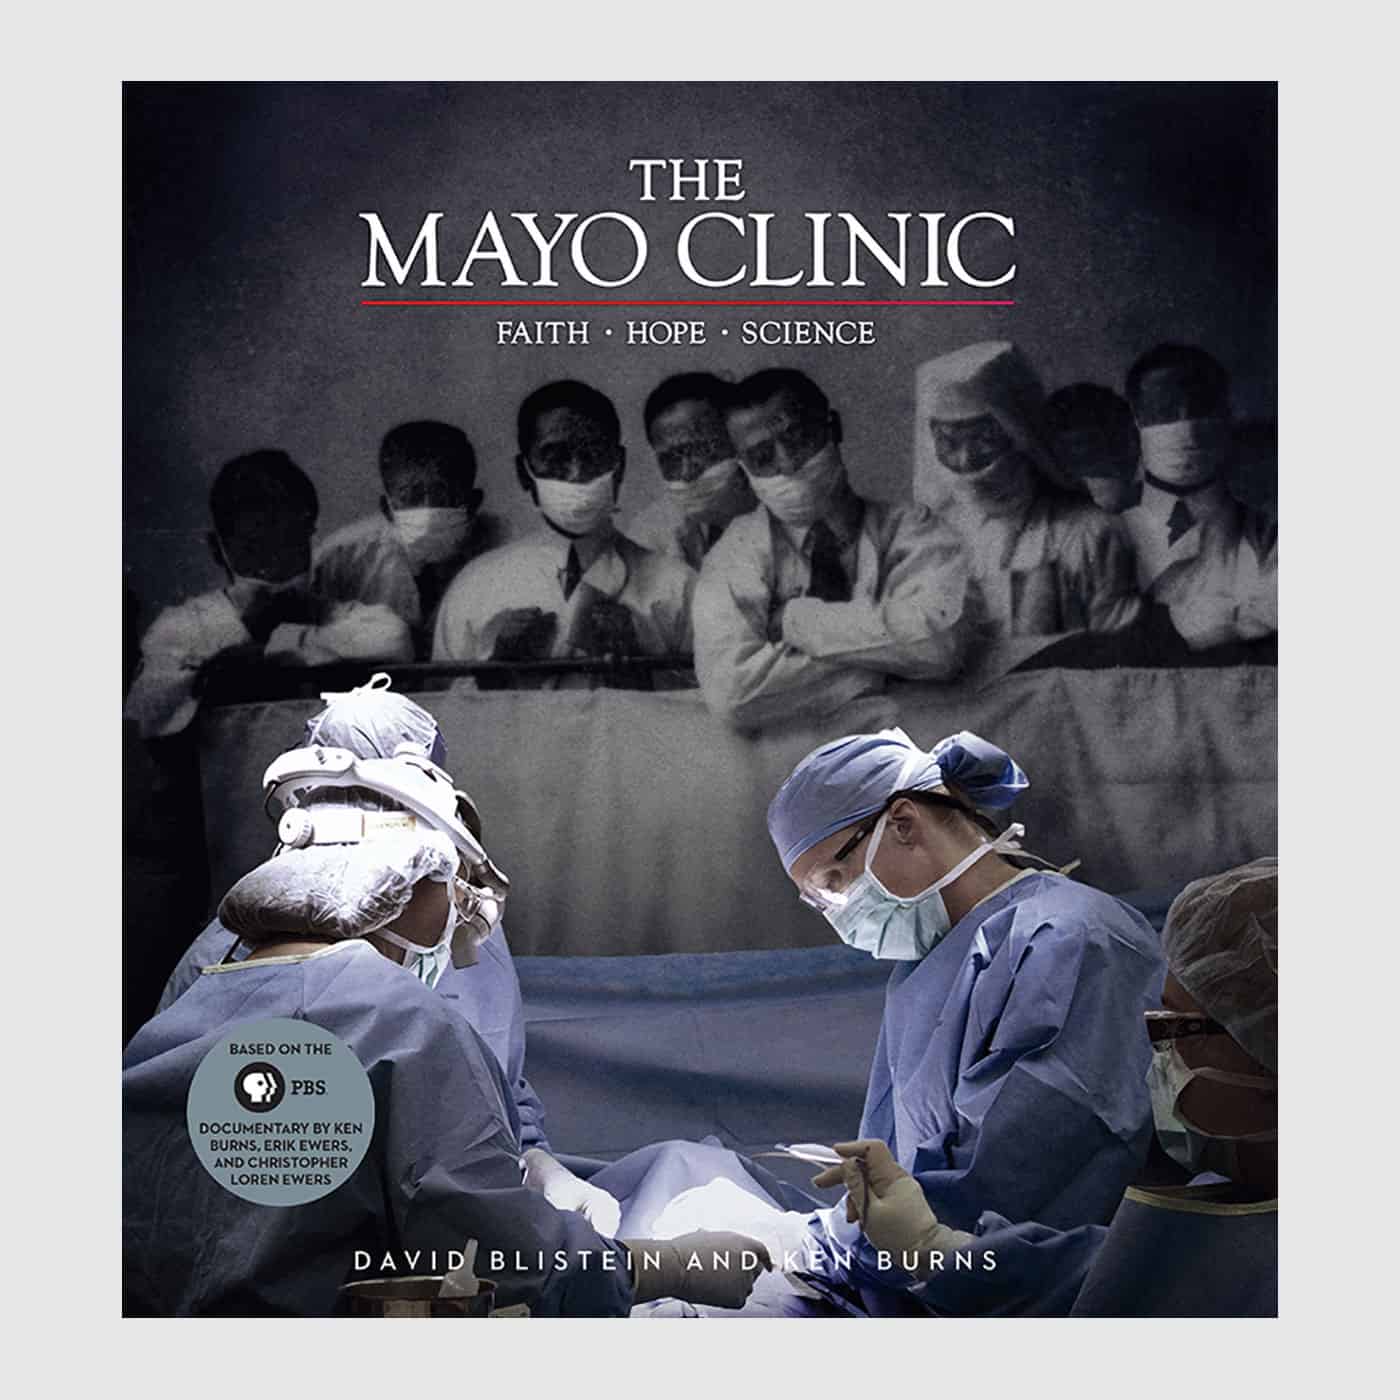 THE
MAYO CLINIC
FAITH • HOPE • SCIENCE
BASED ON THE
PBS
DOCUMENTARY BY KEN
BURNS, ERIK EWERS,
AND CHRISTOPHER
LOREN EWERS
DAVID BLISTEIN AND KEN BURNS